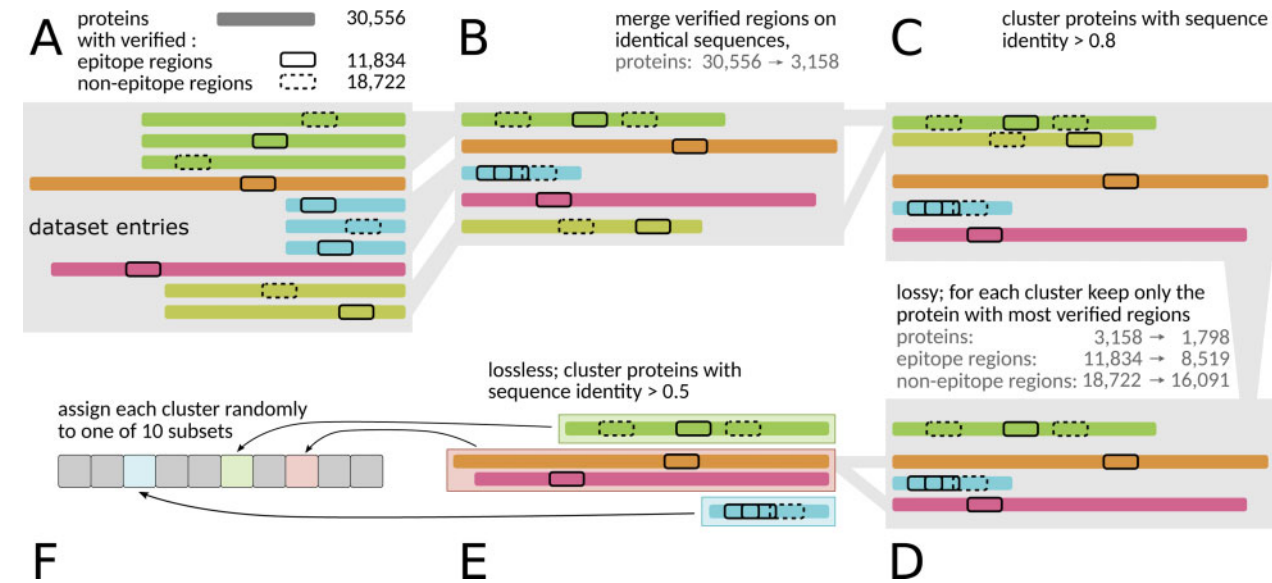 A
proteins 30,556
with verified :
epitope regions 11,834
non-epitope regions 18,722
dataset entries
B
merge verified regions on
identical sequences,
proteins: 30,556 → 3,158
C
cluster proteins with sequence
identity > 0.8
lossy; for each cluster keep only the
protein with most verified regions
proteins: 3,158 → 1,798
epitope regions: 11,834 → 8,519
non-epitope regions: 18,722 → 16,091
D
lossless; cluster proteins with
sequence identity > 0.5
E
assign each cluster randomly
to one of 10 subsets
F